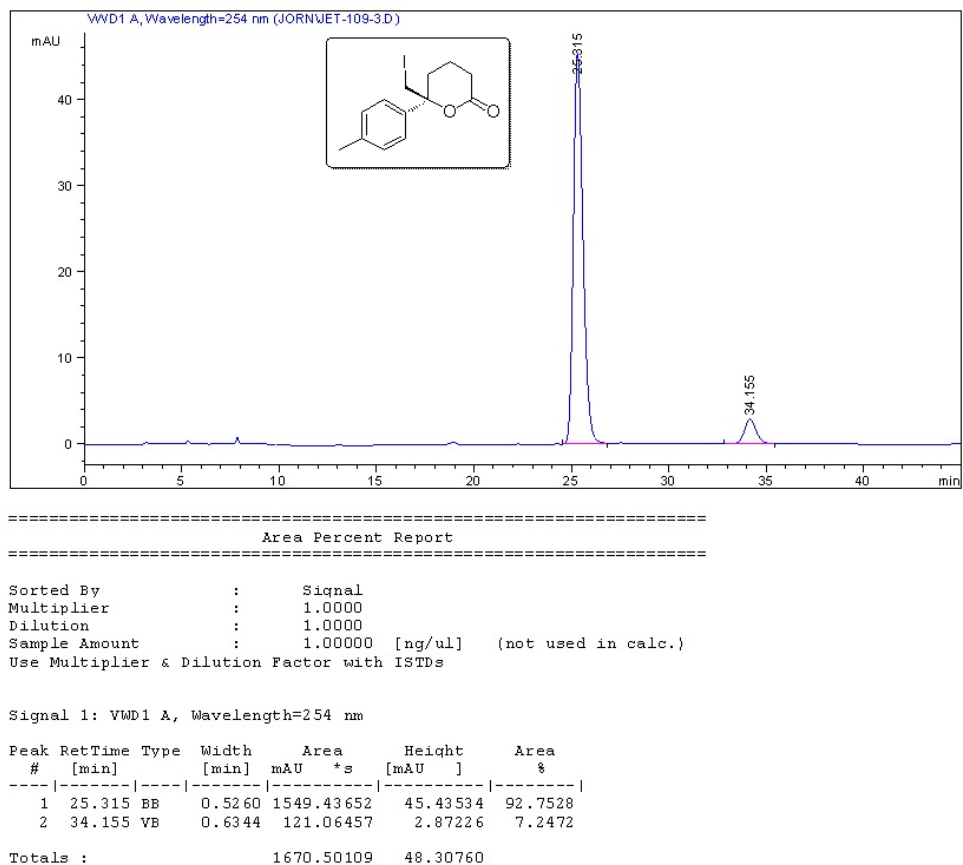 VWD1 A, Wavelength=254 nm (JORN\JET-109-3.D)
mAU
40
30
20
10
0
25.315
34.155
I
O
O
0 5 10 15 20 25 30 35 40 min
=====================================================================
Area Percent Report
=====================================================================
Sorted By : Signal
Multiplier : 1.0000
Dilution : 1.0000
Sample Amount : 1.00000 [ng/ul] (not used in calc.)
Use Multiplier & Dilution Factor with ISTDs
Signal 1: VWD1 A, Wavelength=254 nm
Peak RetTime Type Width Area Height Area
# [min] [min] mAU *s [mAU ] %
----|-------|----|-------|----------|----------|--------|
1 25.315 BB 0.5260 1549.43652 45.43534 92.7528
2 34.155 VB 0.6344 121.06457 2.87226 7.2472
Totals : 1670.50109 48.30760